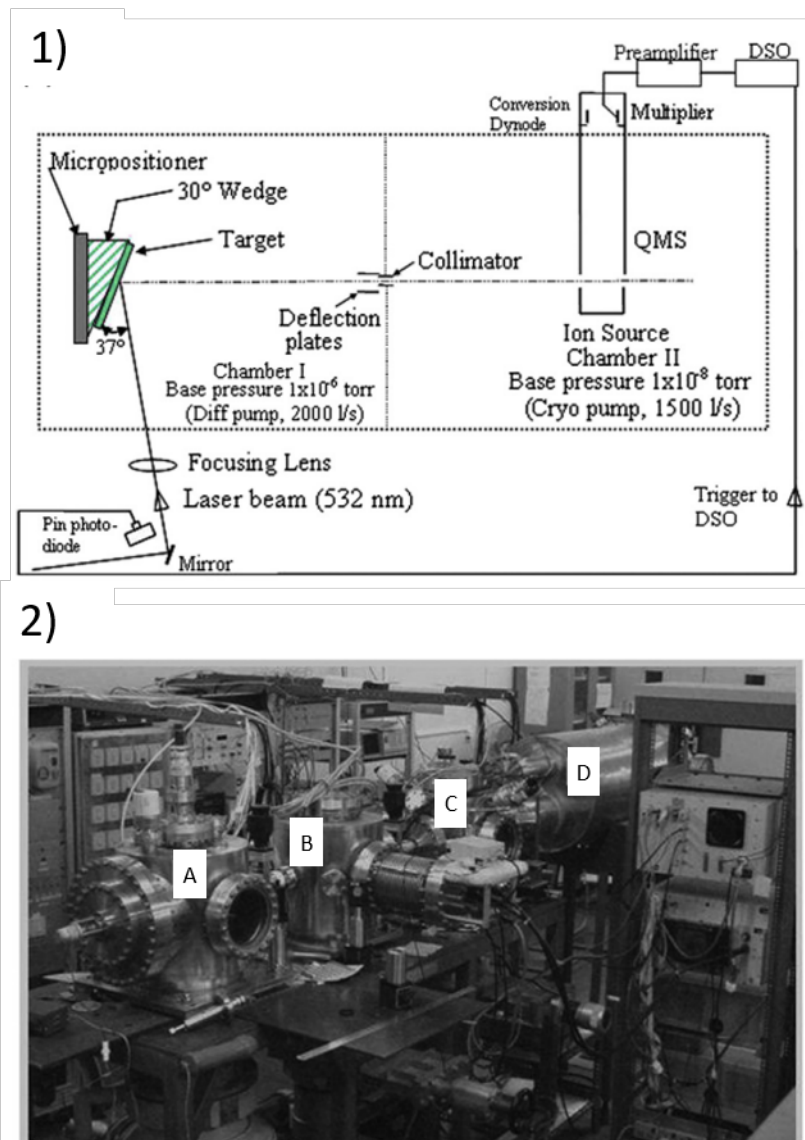 1)
Preamplifier DSO
Conversion
Dynode
Multiplier
Micropositioner
30° Wedge
Target
QMS
Collimator
Deflection
plates
37°
Ion Source
Chamber II
Base pressure 1x10⁻⁸ torr
(Cryo pump, 1500 l/s)
Chamber I
Base pressure 1x10⁻⁶ torr
(Diff pump, 2000 l/s)
Focusing Lens
Laser beam (532 nm)
Trigger to
DSO
Pin photo-
diode
Mirror
2)
A
B
C
D